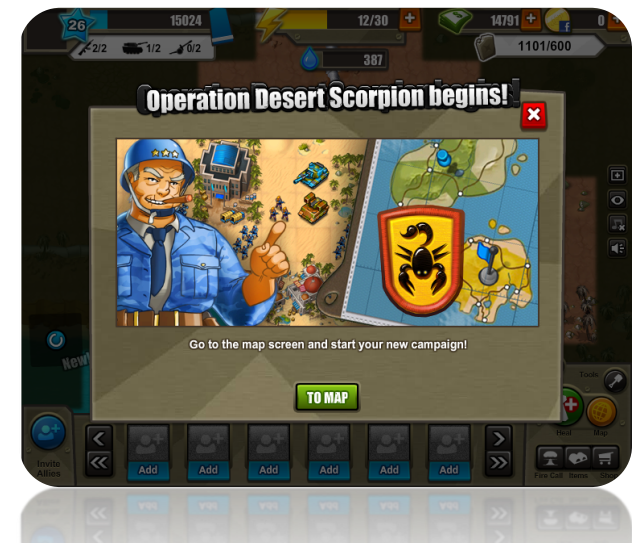 26
15024
12/30
14791
0
2/2
1/2
0/2
387
1101/600
Operation Desert Scorpion begins!
Go to the map screen and start your new campaign!
TO MAP
New!
Tools
Heal
Map
Invite
Allies
Add
Add
Add
Add
Add
Add
Fire Call
Items
Shop